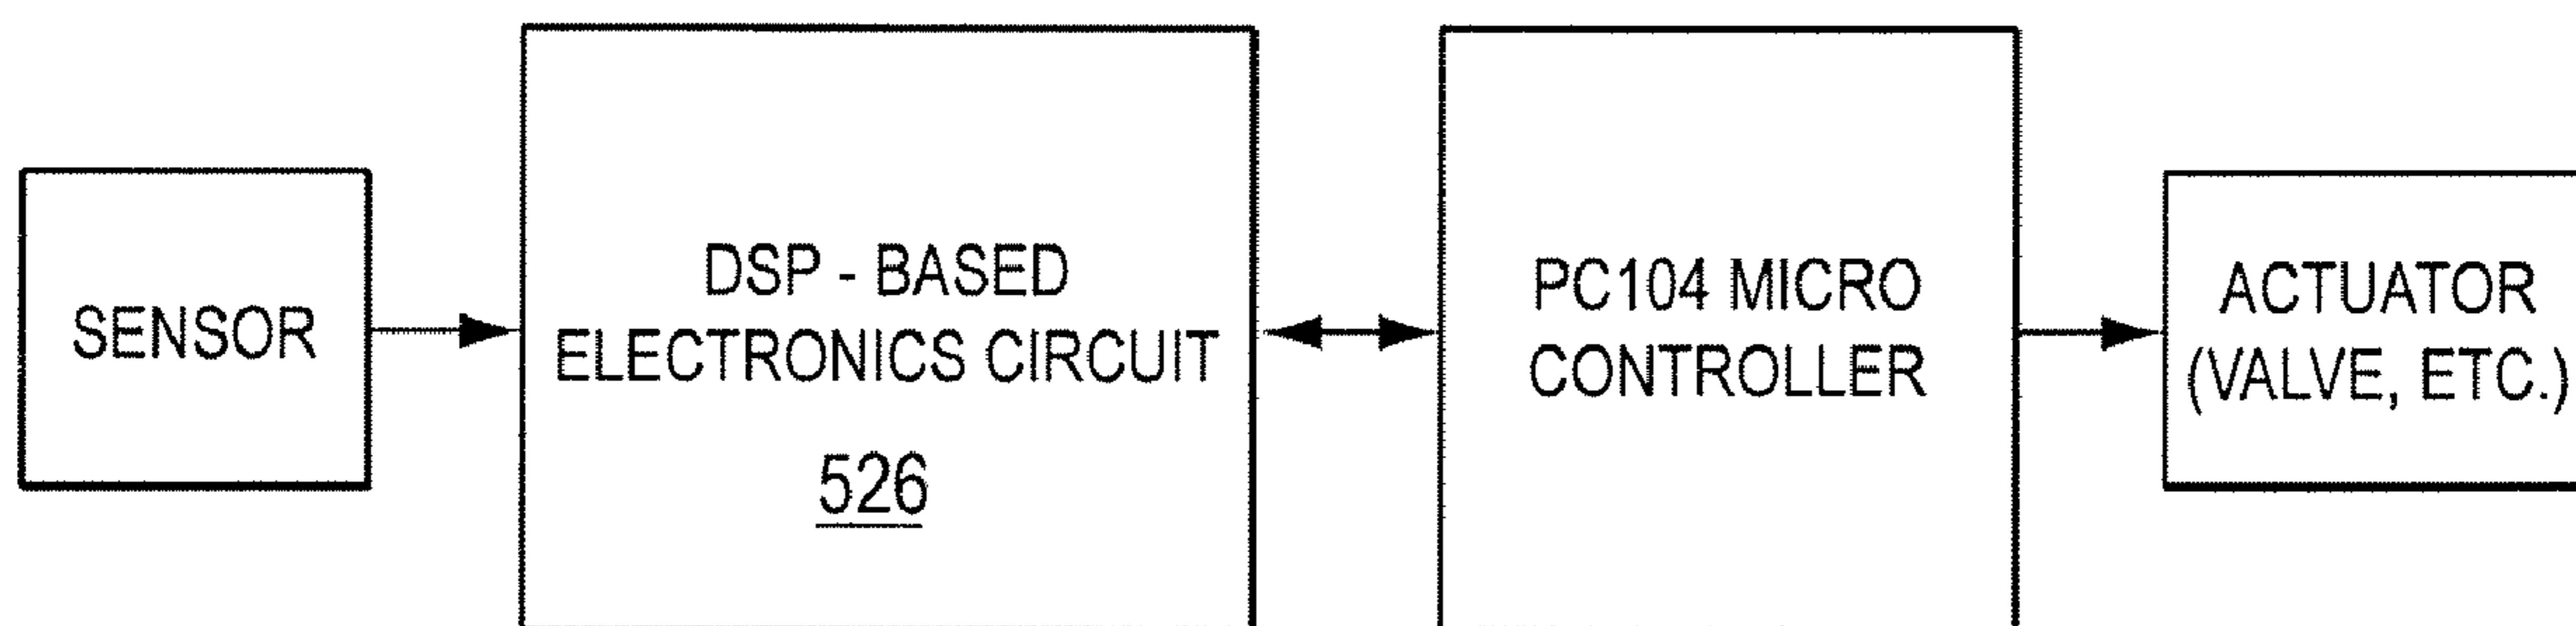 SENSOR
DSP - BASED
ELECTRONICS CIRCUIT
526
PC104 MICRO
CONTROLLER
ACTUATOR
(VALVE, ETC.)